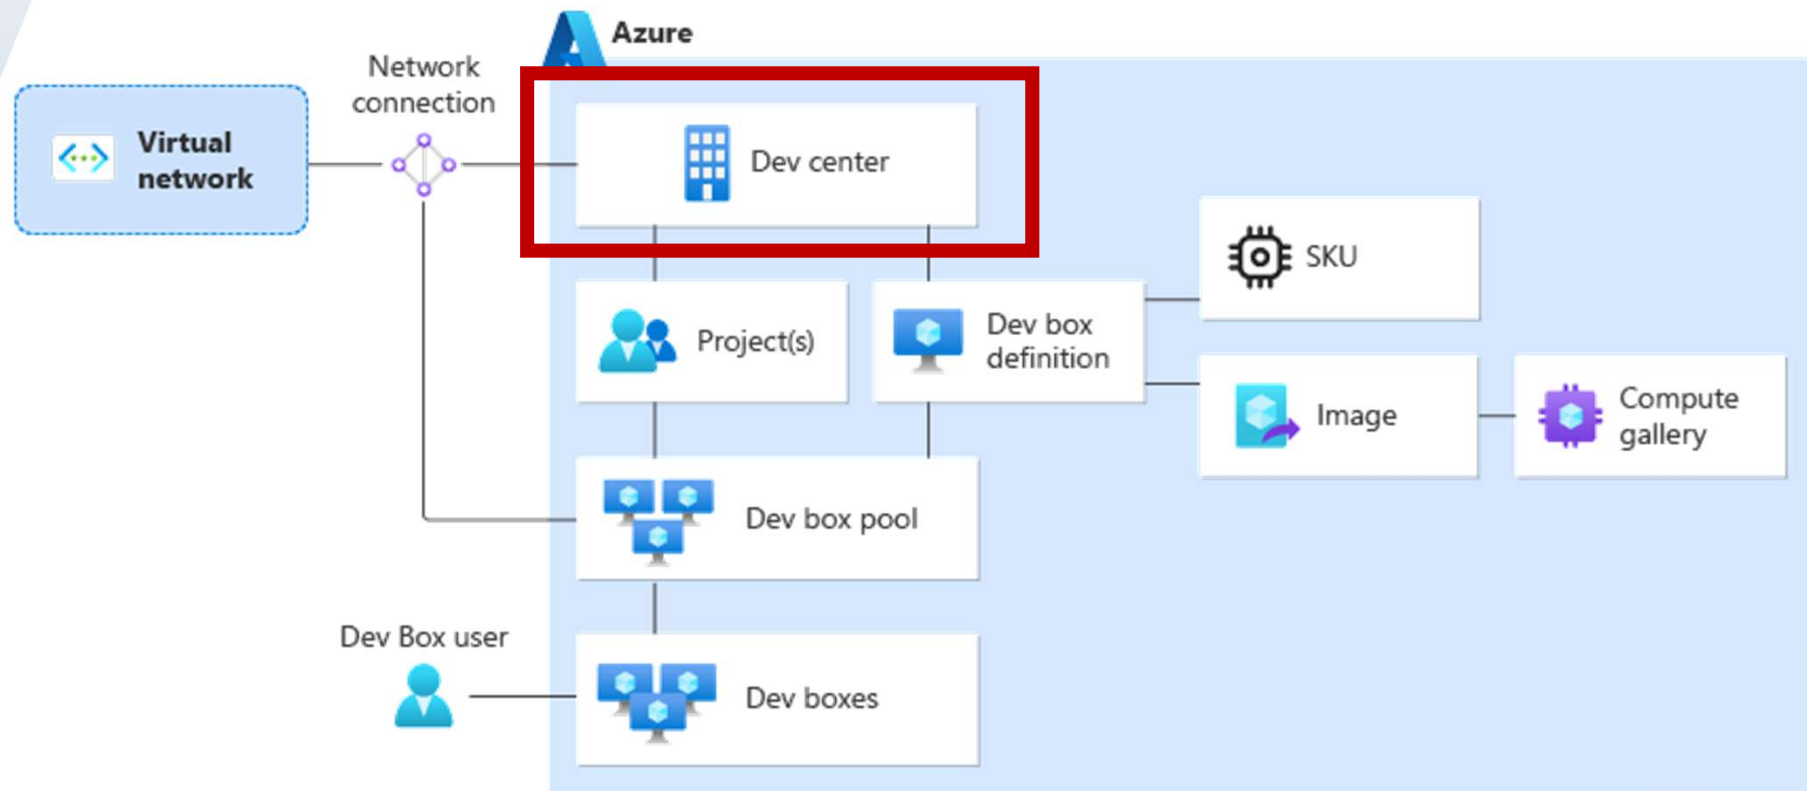 Azure
Network
connection
Virtual
network
Dev center
SKU
Project(s)
Dev box
definition
Image
Compute
gallery
Dev box pool
Dev Box user
Dev boxes